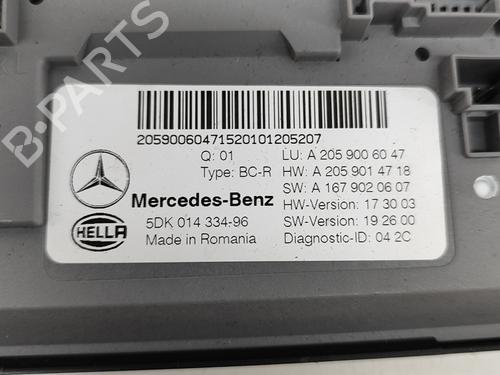 B-PARTS
20590060471520101205207
Q: 01 LU: A 205 900 60 47
Type: BC-R HW: A 205 901 47 18
Mercedes-Benz SW: A 167 902 06 07
HW-Version: 17 30 03
HELLA 5DK 014 334-96 SW-Version: 19 26 00
Made in Romania Diagnostic-ID: 04 2C